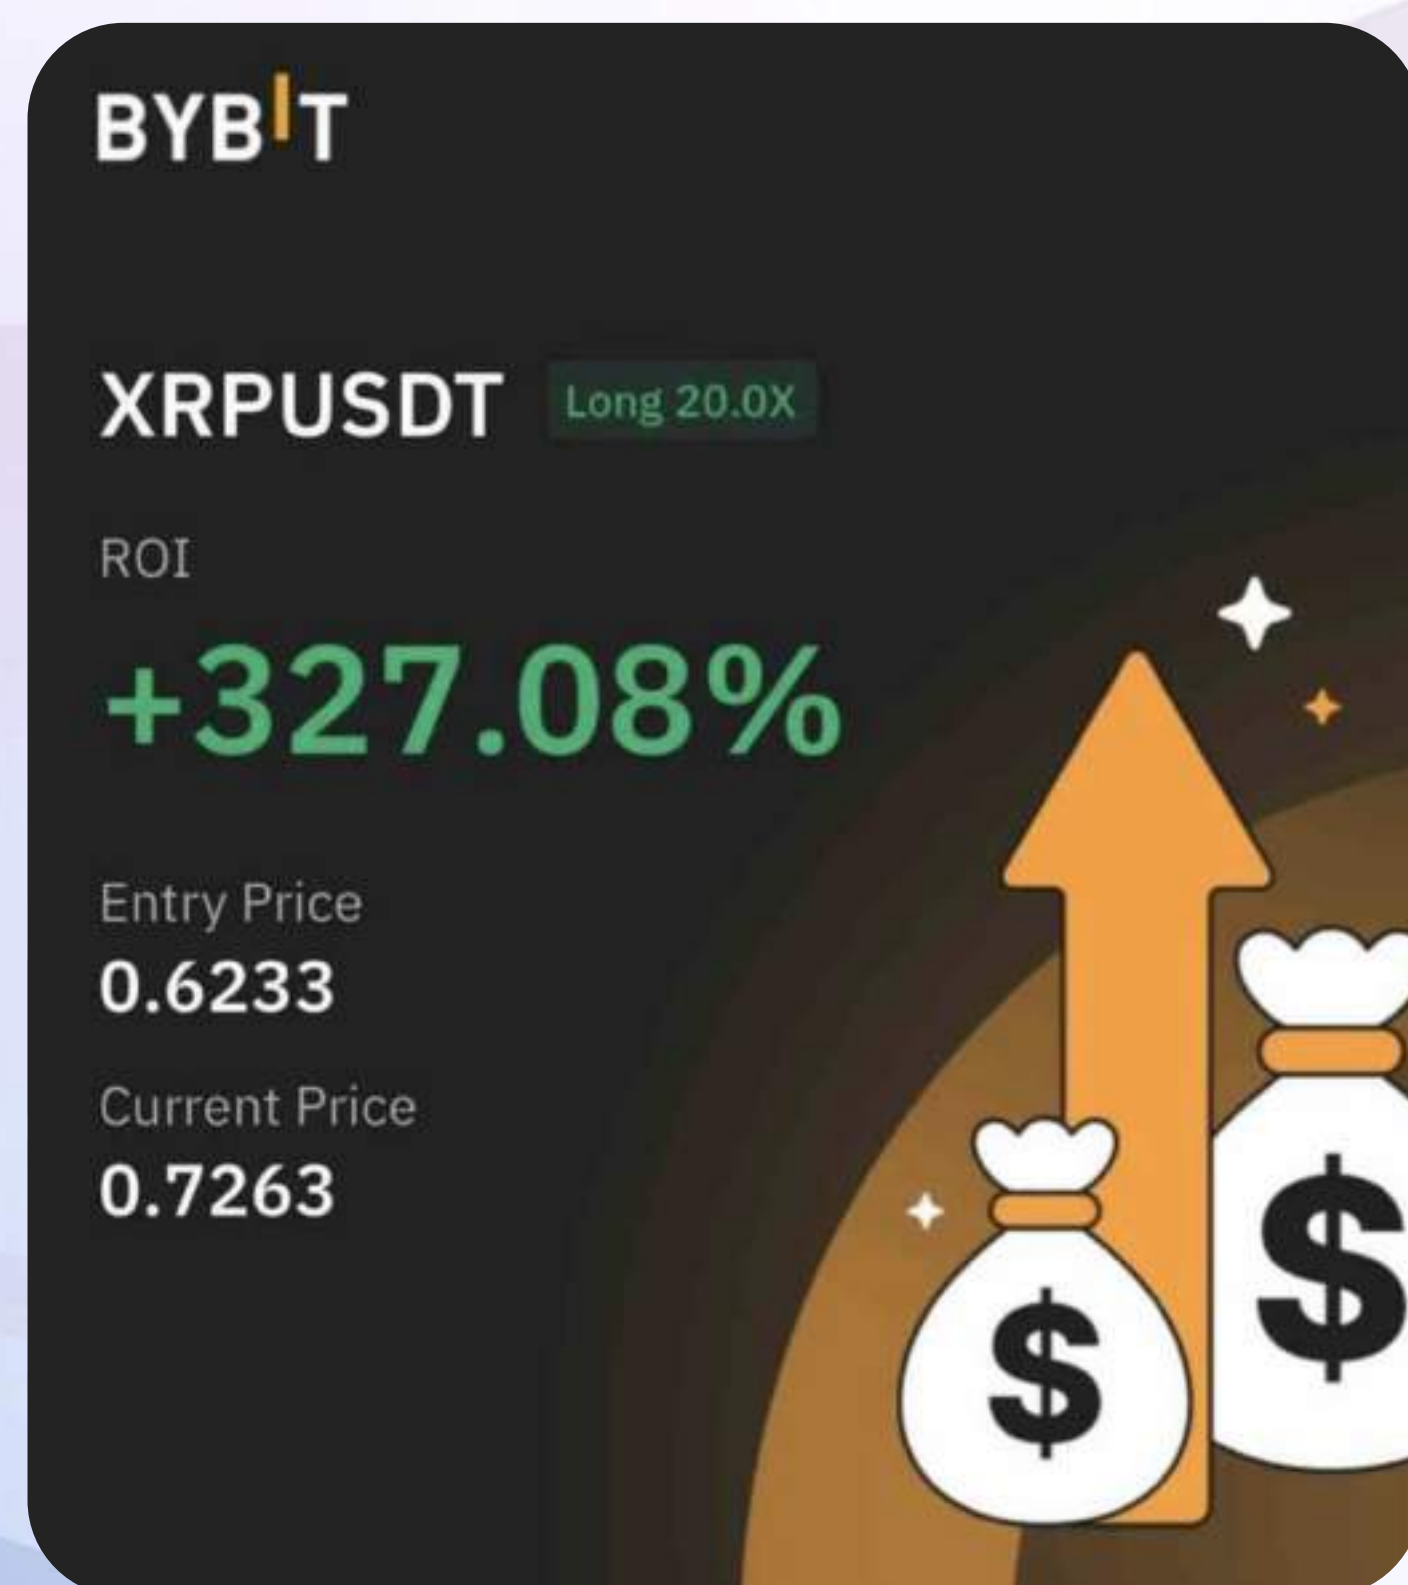 BYBIT
XRPUSDT Long 20.0X
ROI
+327.08%
Entry Price
0.6233
Current Price
0.7263
$ $